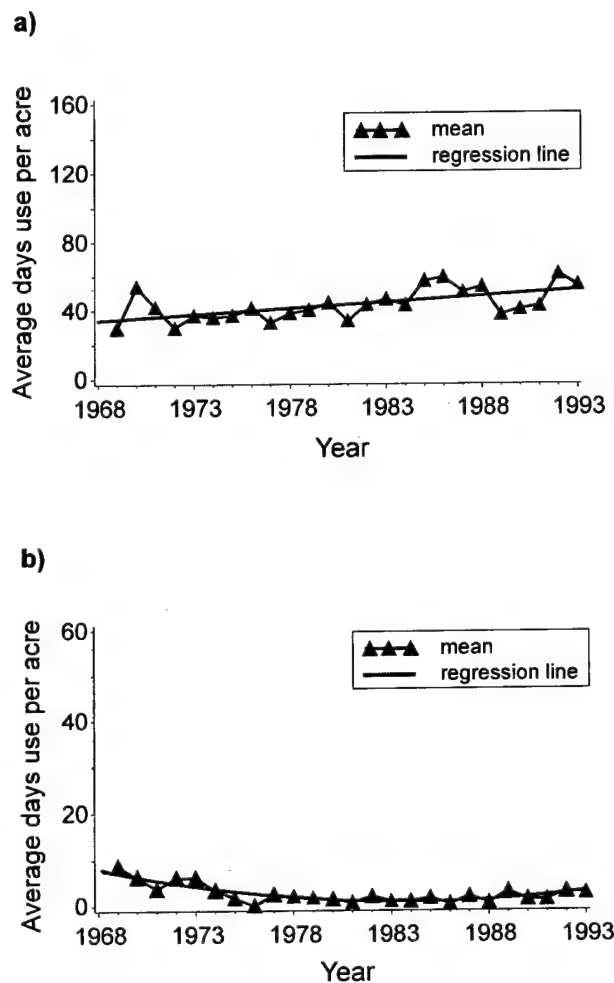 a)
Average days use per acre
160
120
80
40
0
mean
regression line
1968 1973 1978 1983 1988 1993
Year
b)
Average days use per acre
60
40
20
0
mean
regression line
1968 1973 1978 1983 1988 1993
Year